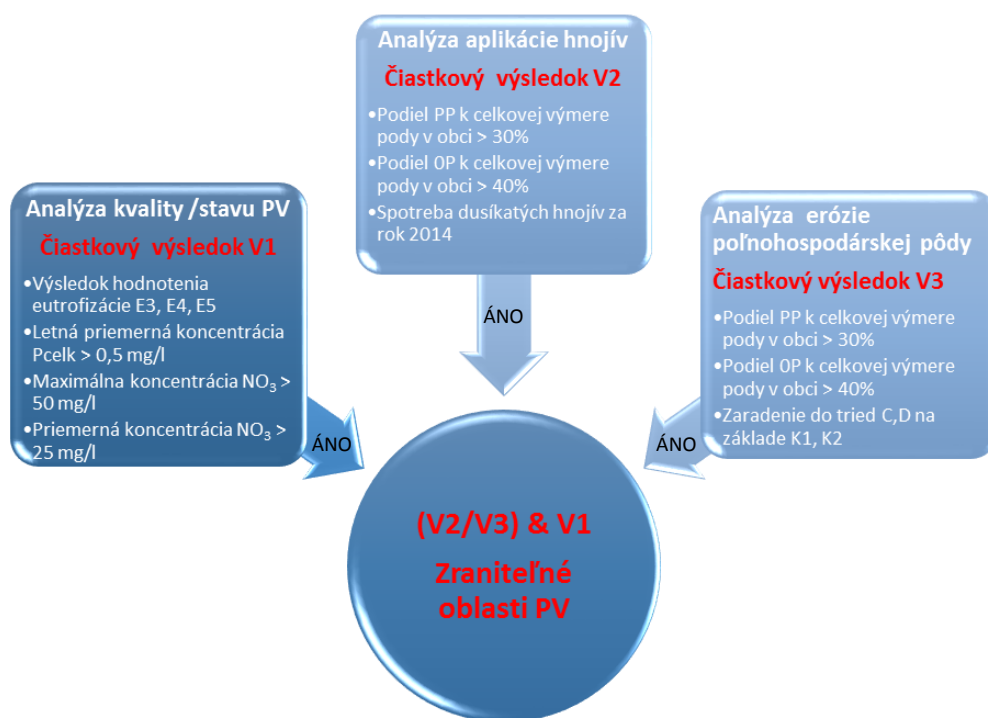 Analýza aplikácie hnojív
Čiastkový výsledok V2
•Podiel PP k celkovej výmere
pody v obci > 30%
•Podiel 0P k celkovej výmere
pody v obci > 40%
•Spotreba dusíkatých hnojív za
rok 2014
ÁNO
Analýza kvality /stavu PV
Čiastkový výsledok V1
•Výsledok hodnotenia
eutrofizácie E3, E4, E5
•Letná priemerná koncentrácia
Pcelk > 0,5 mg/l
•Maximálna koncentrácia NO₃ >
50 mg/l
•Priemerná koncentrácia NO₃ >
25 mg/l
ÁNO
Analýza erózie
poľnohospodárskej pôdy
Čiastkový výsledok V3
•Podiel PP k celkovej výmere
pody v obci > 30%
•Podiel 0P k celkovej výmere
pody v obci > 40%
•Zaradenie do tried C,D na
základe K1, K2
ÁNO
(V2/V3) & V1
Zraniteľné
oblasti PV